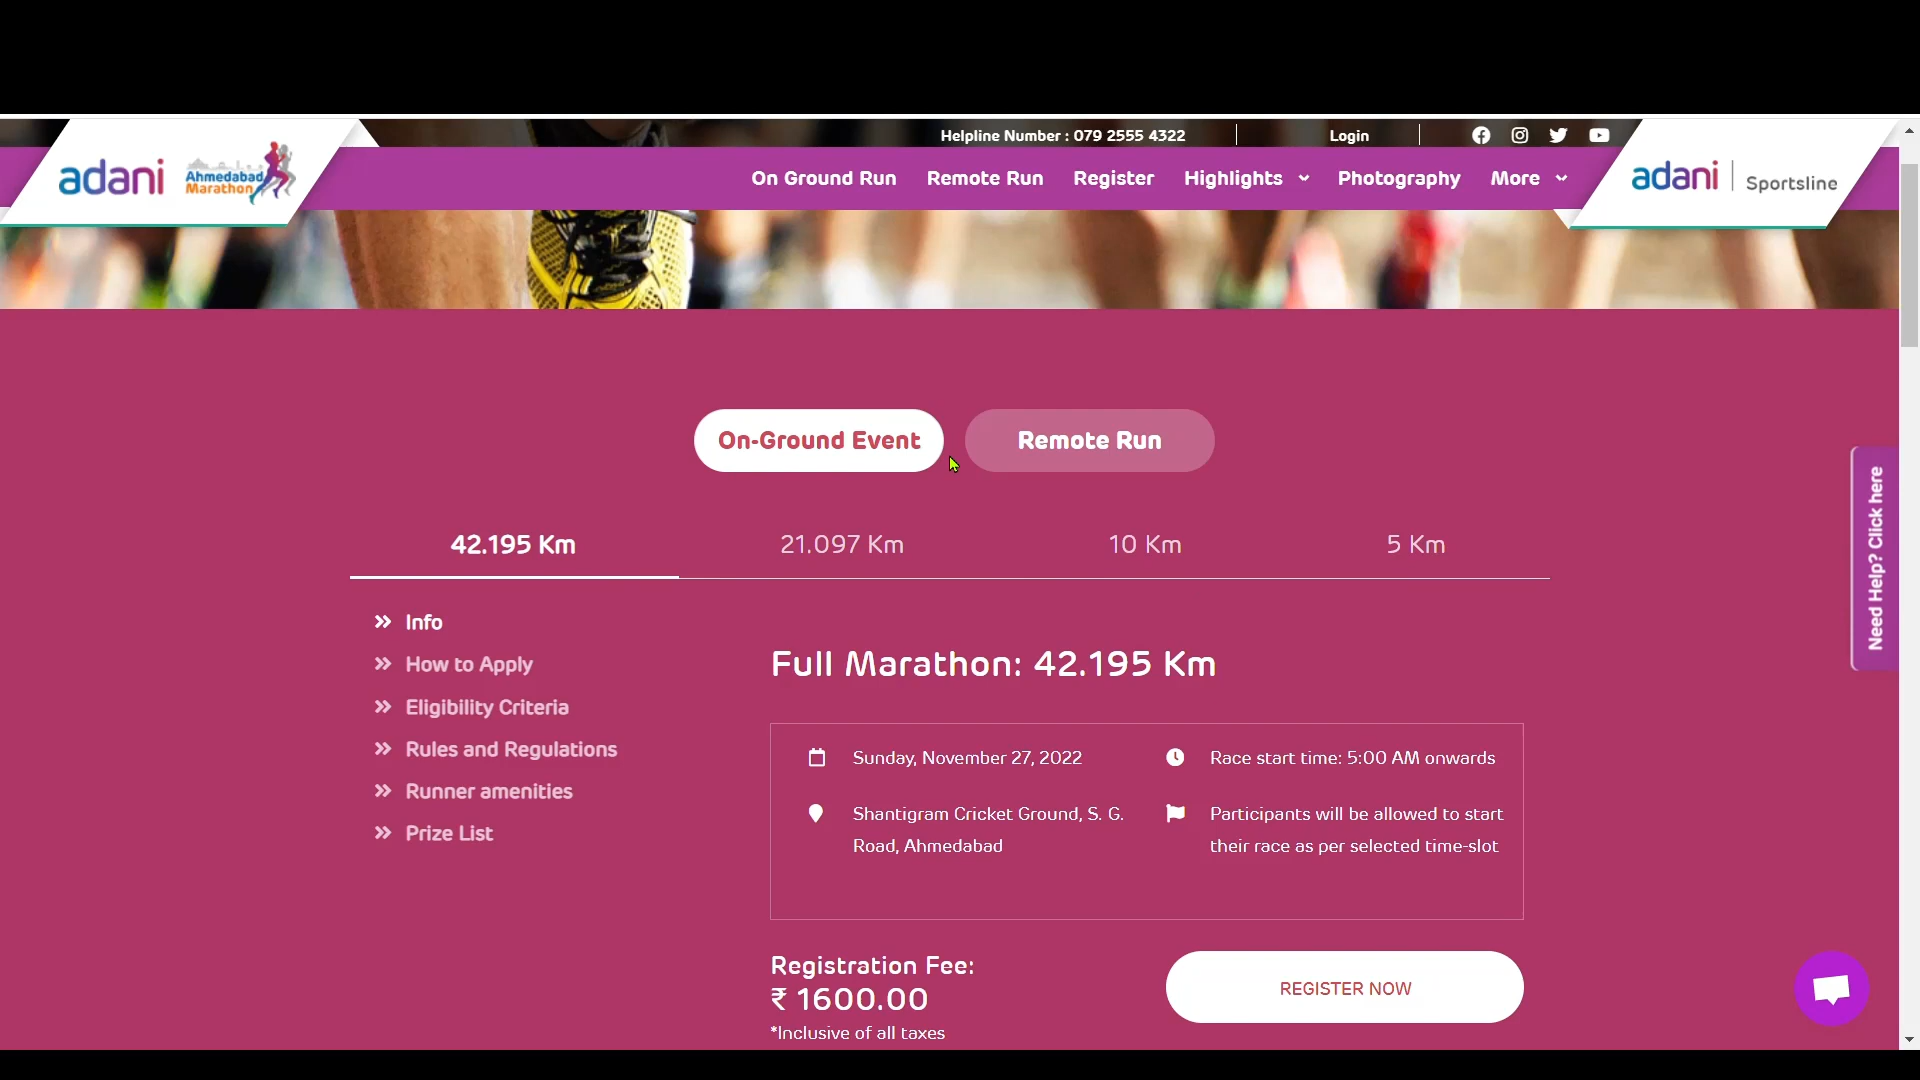 Helpline Number : 079 2555 4322
Login
adani
Ahmedabad
Marathon
On Ground Run
Remote Run
Register
Highlights
Photography
More
adani | Sportsline
On-Ground Event
Remote Run
42.195 Km
21.097 Km
10 Km
5 Km
Info
How to Apply
Eligibility Criteria
Rules and Regulations
Runner amenities
Prize List
Full Marathon: 42.195 Km
Sunday, November 27, 2022
Race start time: 5:00 AM onwards
Shantigram Cricket Ground, S. G.
Road, Ahmedabad
Participants will be allowed to start
their race as per selected time-slot
Registration Fee:
₹ 1600.00
*Inclusive of all taxes
REGISTER NOW
Need Help? Click here